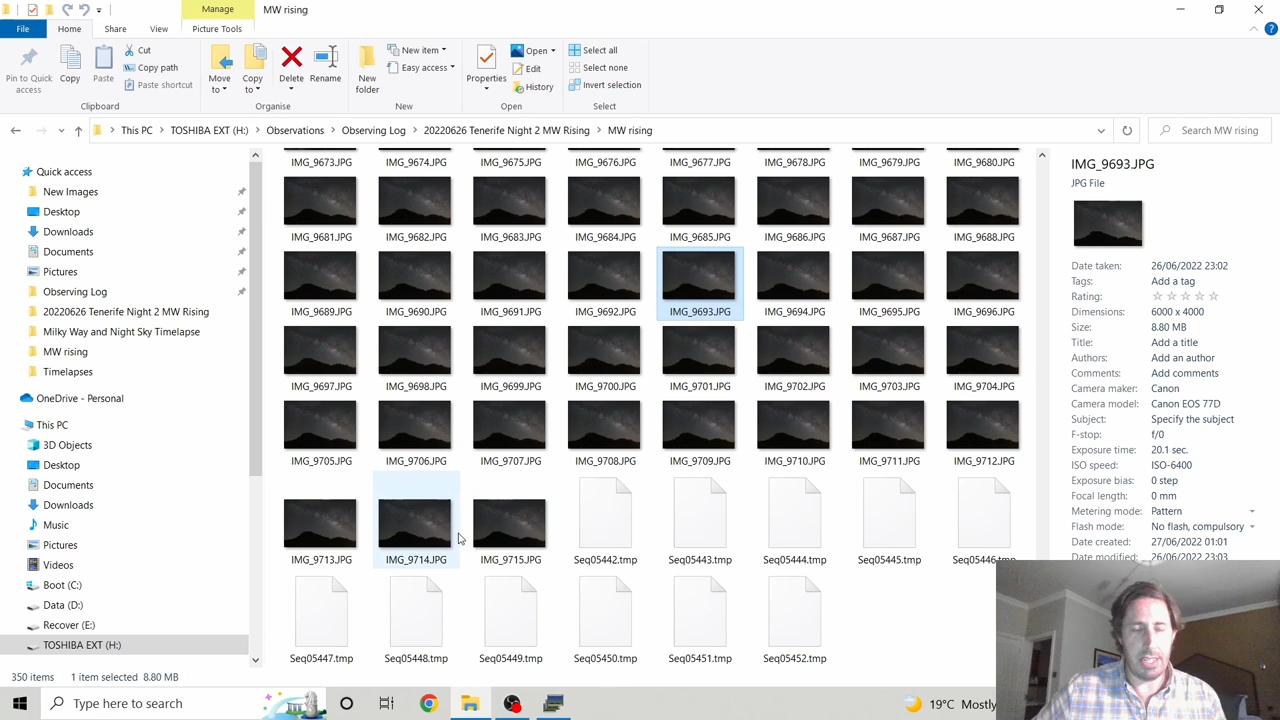 Manage
MW rising
File
Home
Share
View
Picture Tools
Pin to Quick access
Copy
Paste
Cut
Copy path
Paste shortcut
Clipboard
Move to
Copy to
Delete
Rename
Organise
New folder
New item
Easy access
New
Properties
Open
Edit
History
Open
Select all
Select none
Invert selection
Select
This PC > TOSHIBA EXT (H:) > Observations > Observing Log > 20220626 Tenerife Night 2 MW Rising > MW rising
Search MW rising
Quick access
New Images
Desktop
Downloads
Documents
Pictures
Observing Log
20220626 Tenerife Night 2 MW Rising
Milky Way and Night Sky Timelapse
MW rising
Timelapses
OneDrive - Personal
This PC
3D Objects
Desktop
Documents
Downloads
Music
Pictures
Videos
Boot (C:)
Data (D:)
Recover (E:)
TOSHIBA EXT (H:)
IMG_9673.JPG IMG_9674.JPG IMG_9675.JPG IMG_9676.JPG IMG_9677.JPG IMG_9678.JPG IMG_9679.JPG IMG_9680.JPG
IMG_9681.JPG IMG_9682.JPG IMG_9683.JPG IMG_9684.JPG IMG_9685.JPG IMG_9686.JPG IMG_9687.JPG IMG_9688.JPG
IMG_9689.JPG IMG_9690.JPG IMG_9691.JPG IMG_9692.JPG IMG_9693.JPG IMG_9694.JPG IMG_9695.JPG IMG_9696.JPG
IMG_9697.JPG IMG_9698.JPG IMG_9699.JPG IMG_9700.JPG IMG_9701.JPG IMG_9702.JPG IMG_9703.JPG IMG_9704.JPG
IMG_9705.JPG IMG_9706.JPG IMG_9707.JPG IMG_9708.JPG IMG_9709.JPG IMG_9710.JPG IMG_9711.JPG IMG_9712.JPG
IMG_9713.JPG IMG_9714.JPG IMG_9715.JPG Seq05442.tmp Seq05443.tmp Seq05444.tmp Seq05445.tmp Seq05446.tmp
Seq05447.tmp Seq05448.tmp Seq05449.tmp Seq05450.tmp Seq05451.tmp Seq05452.tmp
IMG_9693.JPG
JPG File
Date taken: 26/06/2022 23:02
Tags: Add a tag
Rating:
Dimensions: 6000 x 4000
Size: 8.80 MB
Title: Add a title
Authors: Add an author
Comments: Add comments
Camera maker: Canon
Camera model: Canon EOS 77D
Subject: Specify the subject
F-stop: f/0
Exposure time: 20.1 sec.
ISO speed: ISO-6400
Exposure bias: 0 step
Focal length: 0 mm
Metering mode: Pattern
Flash mode: No flash, compulsory
Date created: 27/06/2022 01:01
Date modified: 26/06/2022 23:03
350 items 1 item selected 8.80 MB
Type here to search
19°C Mostly